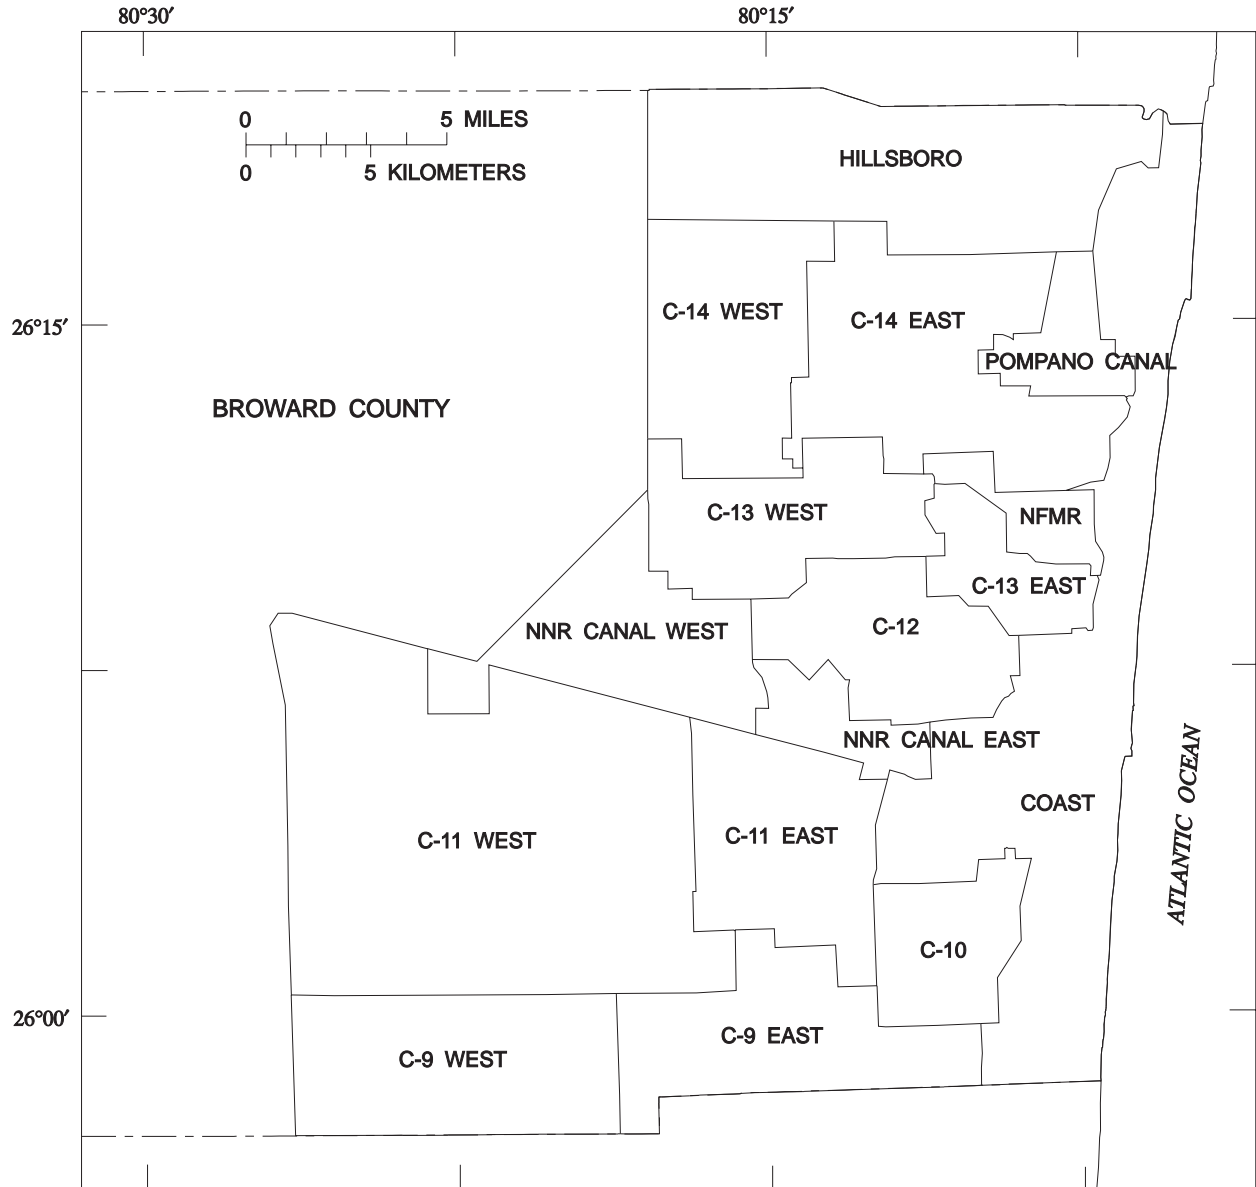 80°30′ 80°15′
0 5 MILES
0 5 KILOMETERS
HILLSBORO
C-14 WEST
C-14 EAST
26°15′
POMPANO CANAL
BROWARD COUNTY
C-13 WEST
NFMR
C-13 EAST
NNR CANAL WEST
C-12
NNR CANAL EAST
COAST
ATLANTIC OCEAN
C-11 WEST
C-11 EAST
C-10
26°00′
C-9 EAST
C-9 WEST